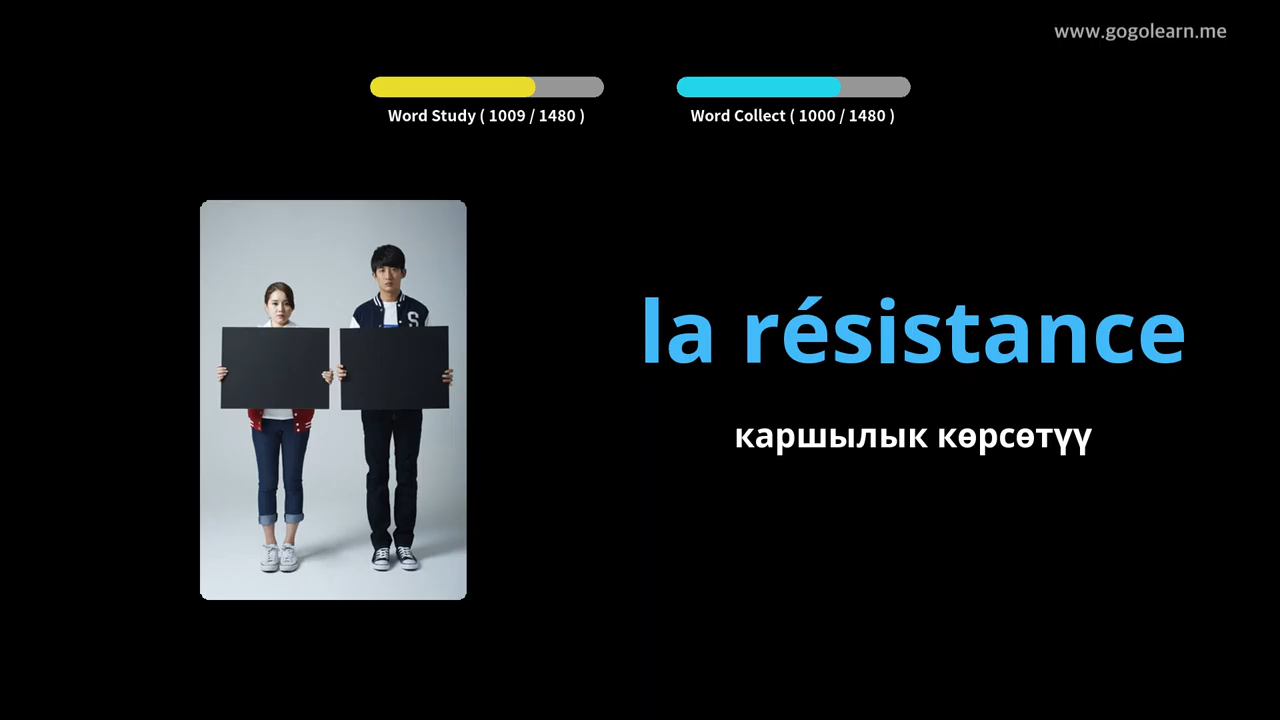 www.gogolearn.me
Word Study ( 1009 / 1480 )
Word Collect ( 1000 / 1480 )
S
la résistance
каршылык көрсөтүү